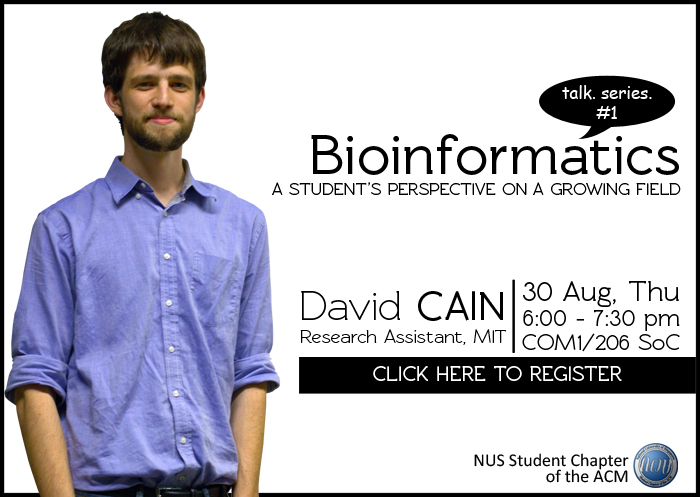 talk. series.
#1
Bioinformatics
A STUDENT'S PERSPECTIVE ON A GROWING FIELD
David CAIN
Research Assistant, MIT
30 Aug, Thu
6:00 - 7:30 pm
COM1/206 SoC
CLICK HERE TO REGISTER
NUS Student Chapter
of the ACM
acm